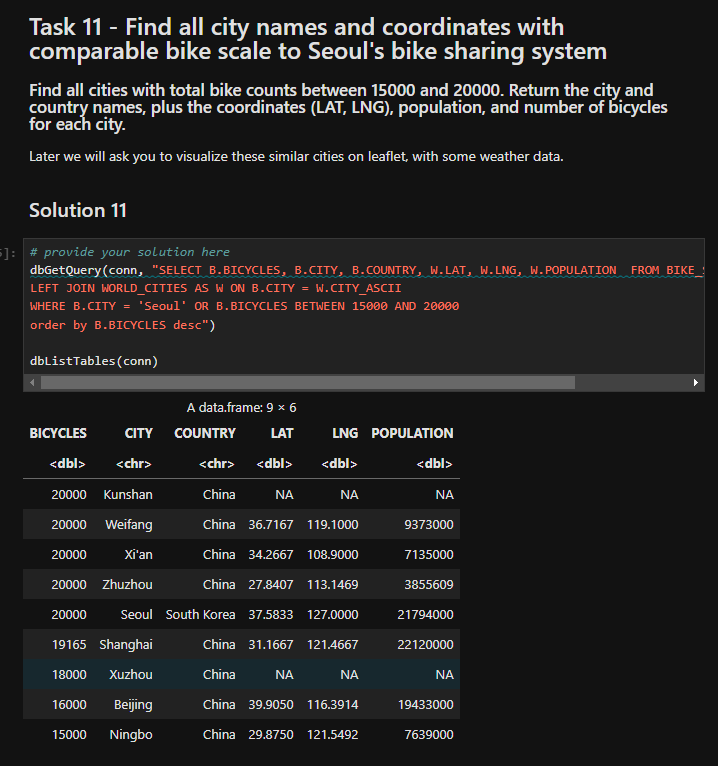 Task 11 - Find all city names and coordinates with
comparable bike scale to Seoul's bike sharing system
Find all cities with total bike counts between 15000 and 20000. Return the city and
country names, plus the coordinates (LAT, LNG), population, and number of bicycles
for each city.
Later we will ask you to visualize these similar cities on leaflet, with some weather data.
Solution 11
]:
# provide your solution here
dbGetQuery(conn, "SELECT B.BICYCLES, B.CITY, B.COUNTRY, W.LAT, W.LNG, W.POPULATION  FROM BIKE_
LEFT JOIN WORLD_CITIES AS W ON B.CITY = W.CITY_ASCII
WHERE B.CITY = 'Seoul' OR B.BICYCLES BETWEEN 15000 AND 20000
order by B.BICYCLES desc")
dbListTables(conn)
A data.frame: 9 × 6
BICYCLES CITY COUNTRY LAT LNG POPULATION
<dbl> <chr> <chr> <dbl> <dbl> <dbl>
20000 Kunshan China NA NA NA
20000 Weifang China 36.7167 119.1000 9373000
20000 Xi'an China 34.2667 108.9000 7135000
20000 Zhuzhou China 27.8407 113.1469 3855609
20000 Seoul South Korea 37.5833 127.0000 21794000
19165 Shanghai China 31.1667 121.4667 22120000
18000 Xuzhou China NA NA NA
16000 Beijing China 39.9050 116.3914 19433000
15000 Ningbo China 29.8750 121.5492 7639000